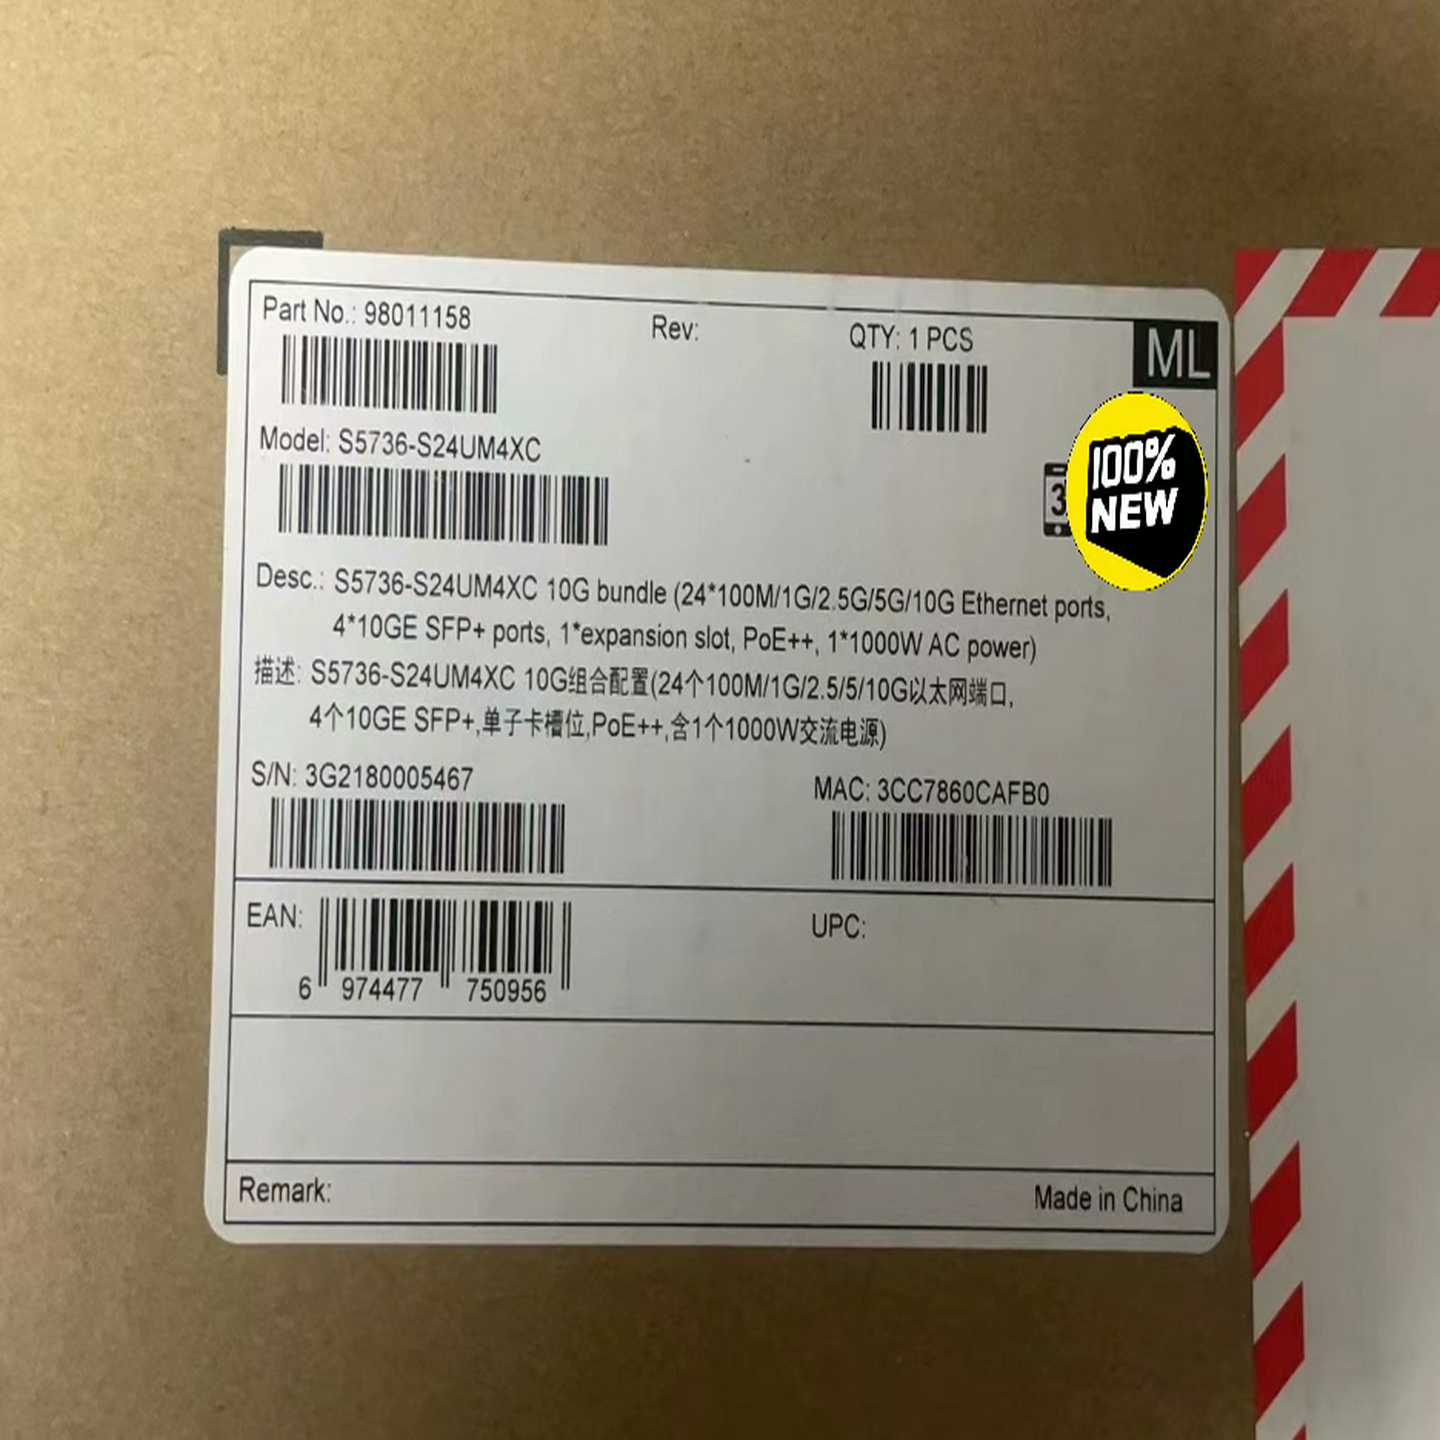 Part No.: 98011158
Rev:
QTY: 1 PCS
ML
Model: S5736-S24UM4XC
3
100%
NEW
Desc.: S5736-S24UM4XC 10G bundle (24*100M/1G/2.5G/5G/10G Ethernet ports,
4*10GE SFP+ ports, 1*expansion slot, PoE++, 1*1000W AC power)
描述: S5736-S24UM4XC 10G组合配置(24个100M/1G/2.5/5/10G以太网端口,
4个10GE SFP+,单子卡槽位,PoE++,含1个1000W交流电源)
S/N: 3G2180005467
MAC: 3CC7860CAFB0
EAN:
6 974477 750956
UPC:
Remark:
Made in China